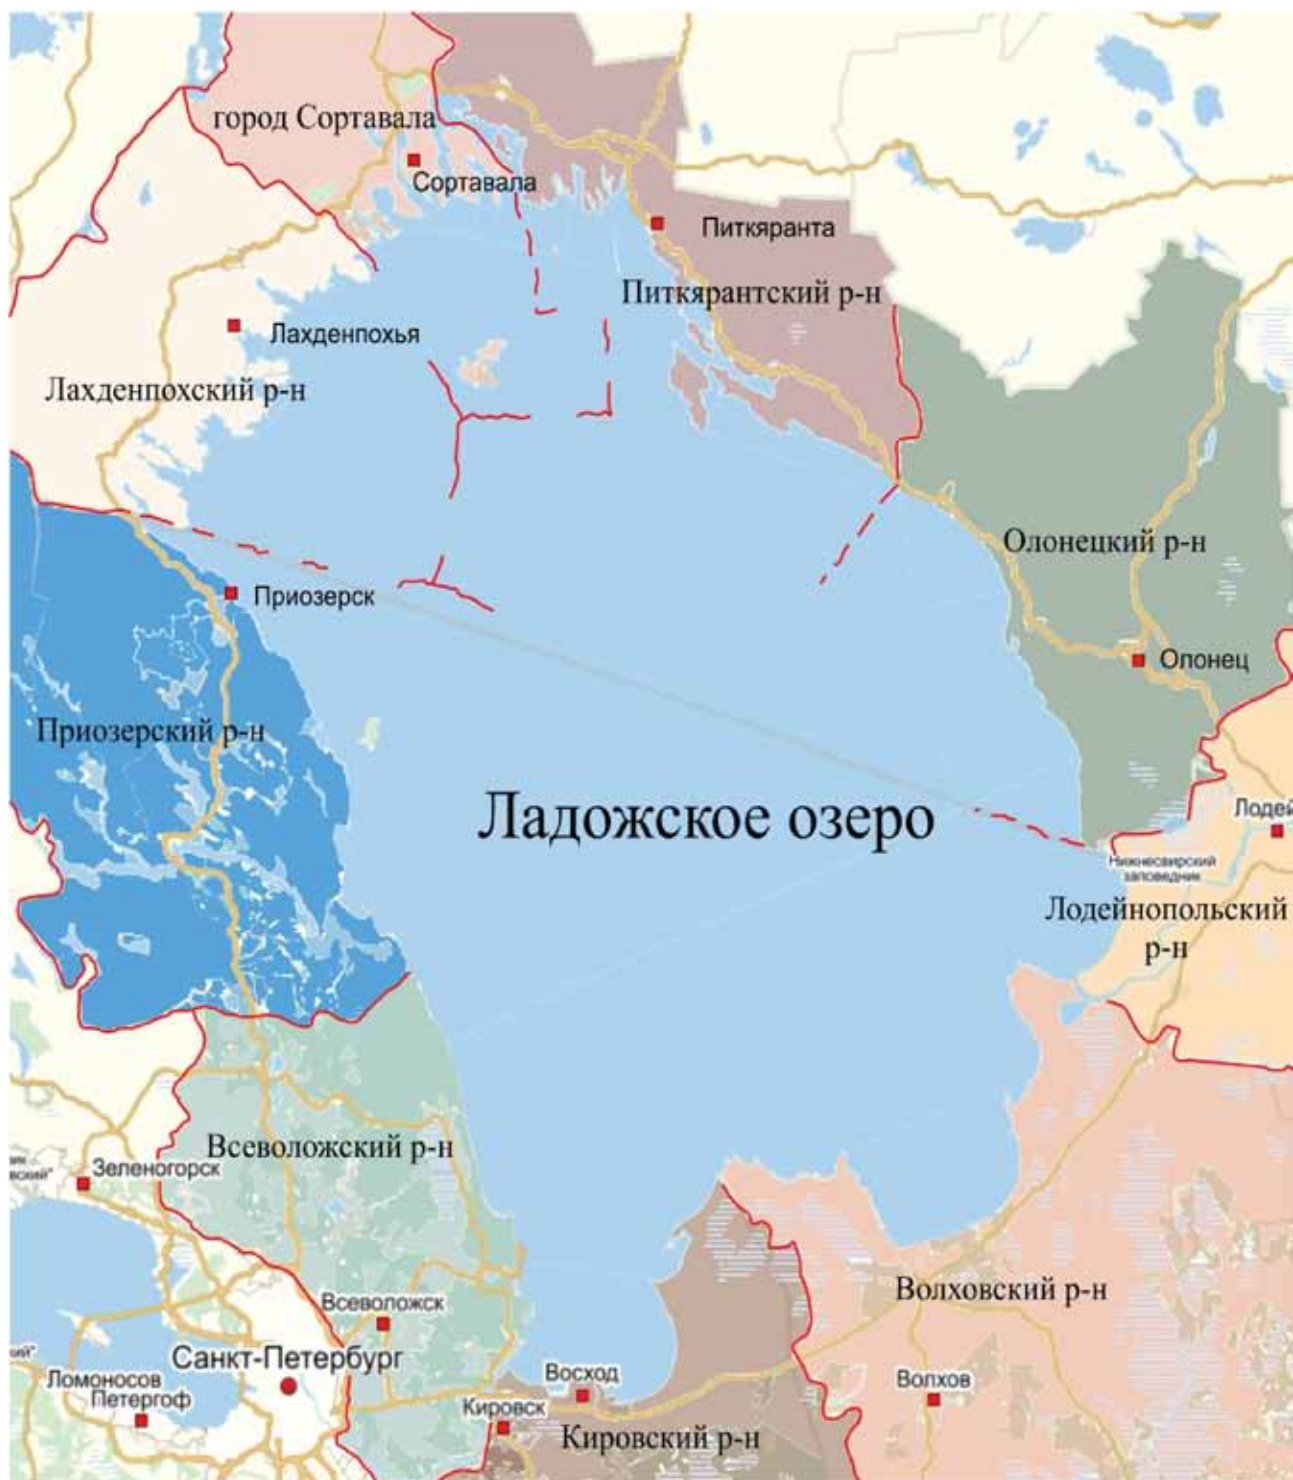 город Сортавала
Сортавала
Питкяранта
Питкярантский р-н
Лахденпохья
Лахденпохский р-н
Олонецкий р-н
Приозерск
Олонец
Приозерский р-н
Ладожское озеро
Лодей
Нижнесвирский
заповедник
Лодейнопольский
р-н
Всеволожский р-н
Зеленогорск
Волховский р-н
Всеволожск
Санкт-Петербург
Ломоносов
Петергоф
Восход
Волхов
Кировск
Кировский р-н